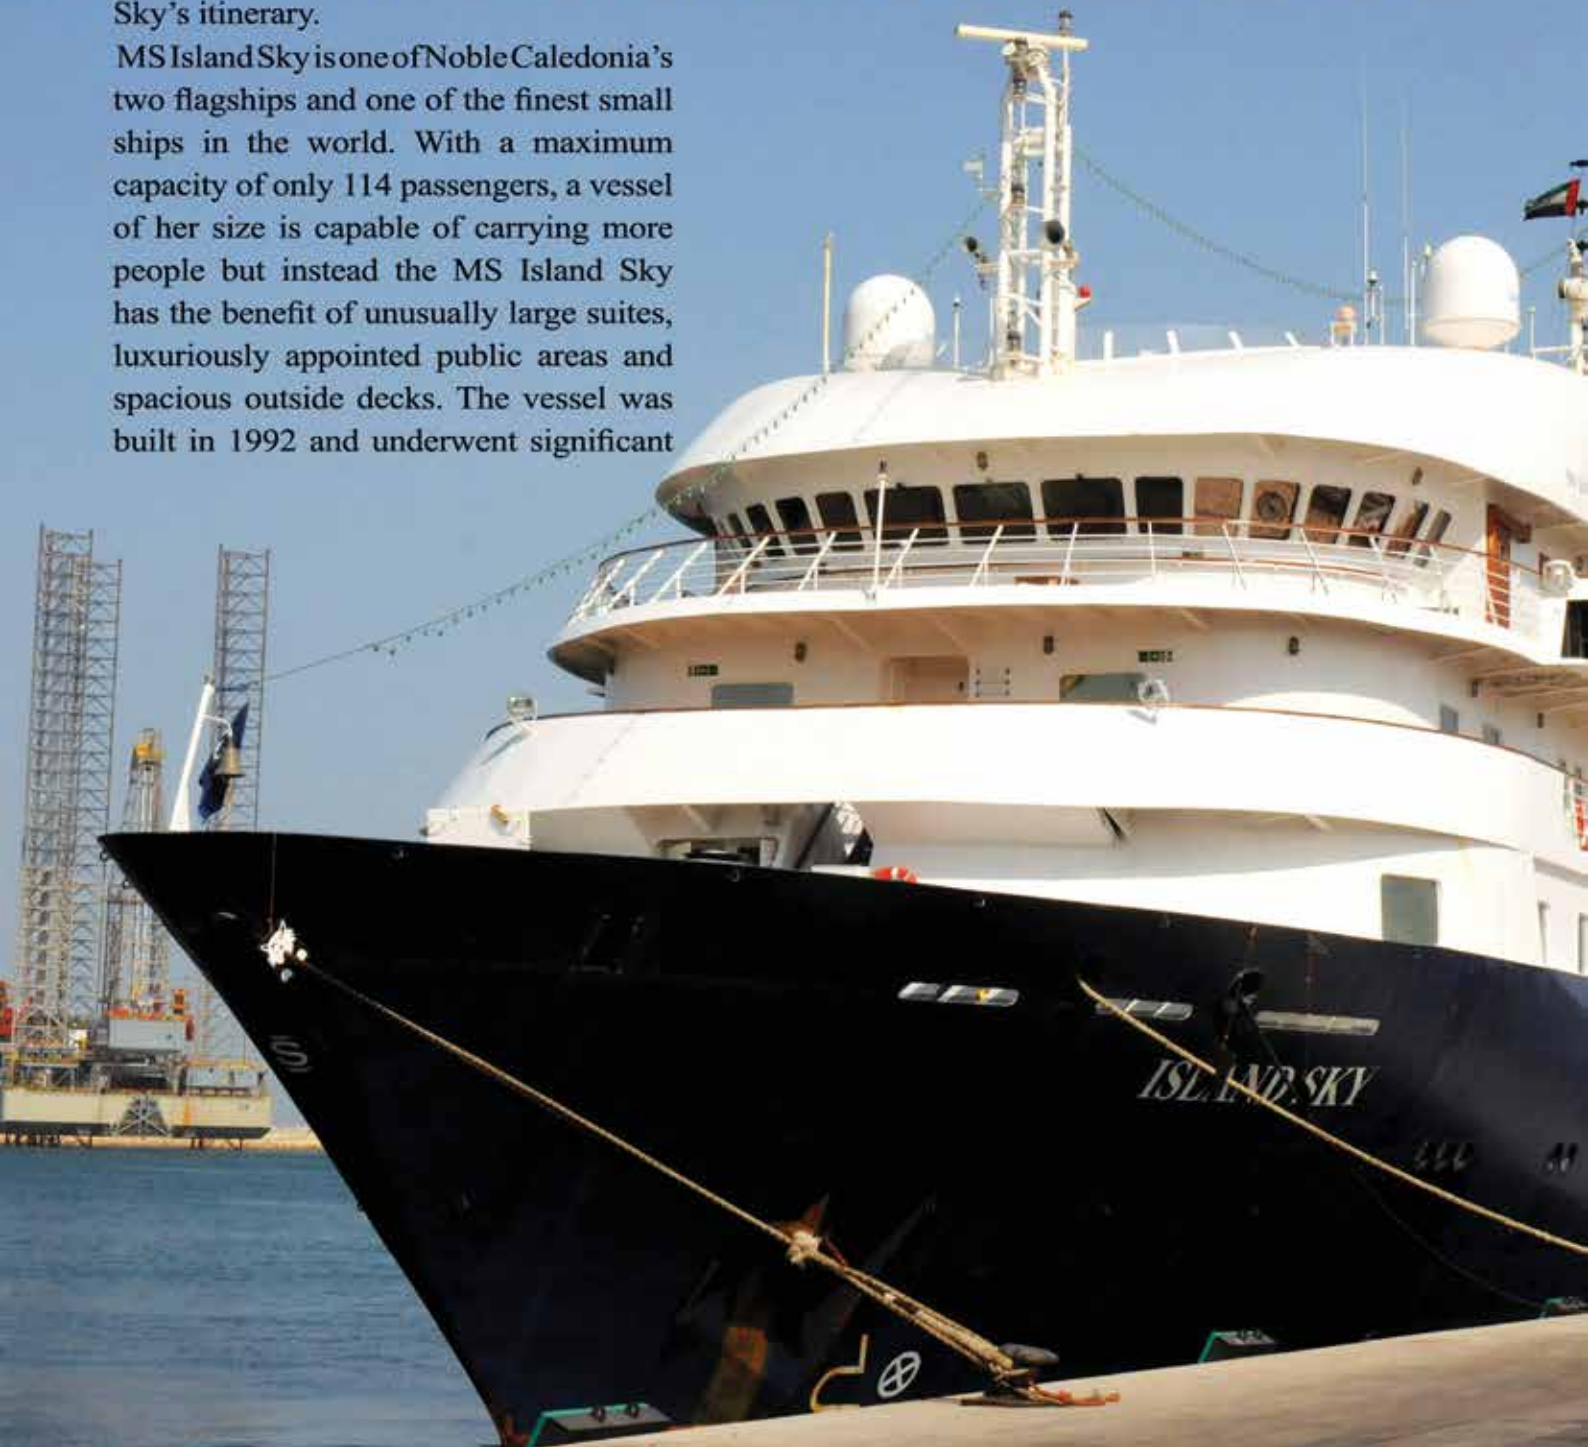 Sky's itinerary.
MS Island Sky is one of Noble Caledonia's
two flagships and one of the finest small
ships in the world. With a maximum
capacity of only 114 passengers, a vessel
of her size is capable of carrying more
people but instead the MS Island Sky
has the benefit of unusually large suites,
luxuriously appointed public areas and
spacious outside decks. The vessel was
built in 1992 and underwent significant
ISLAND SKY